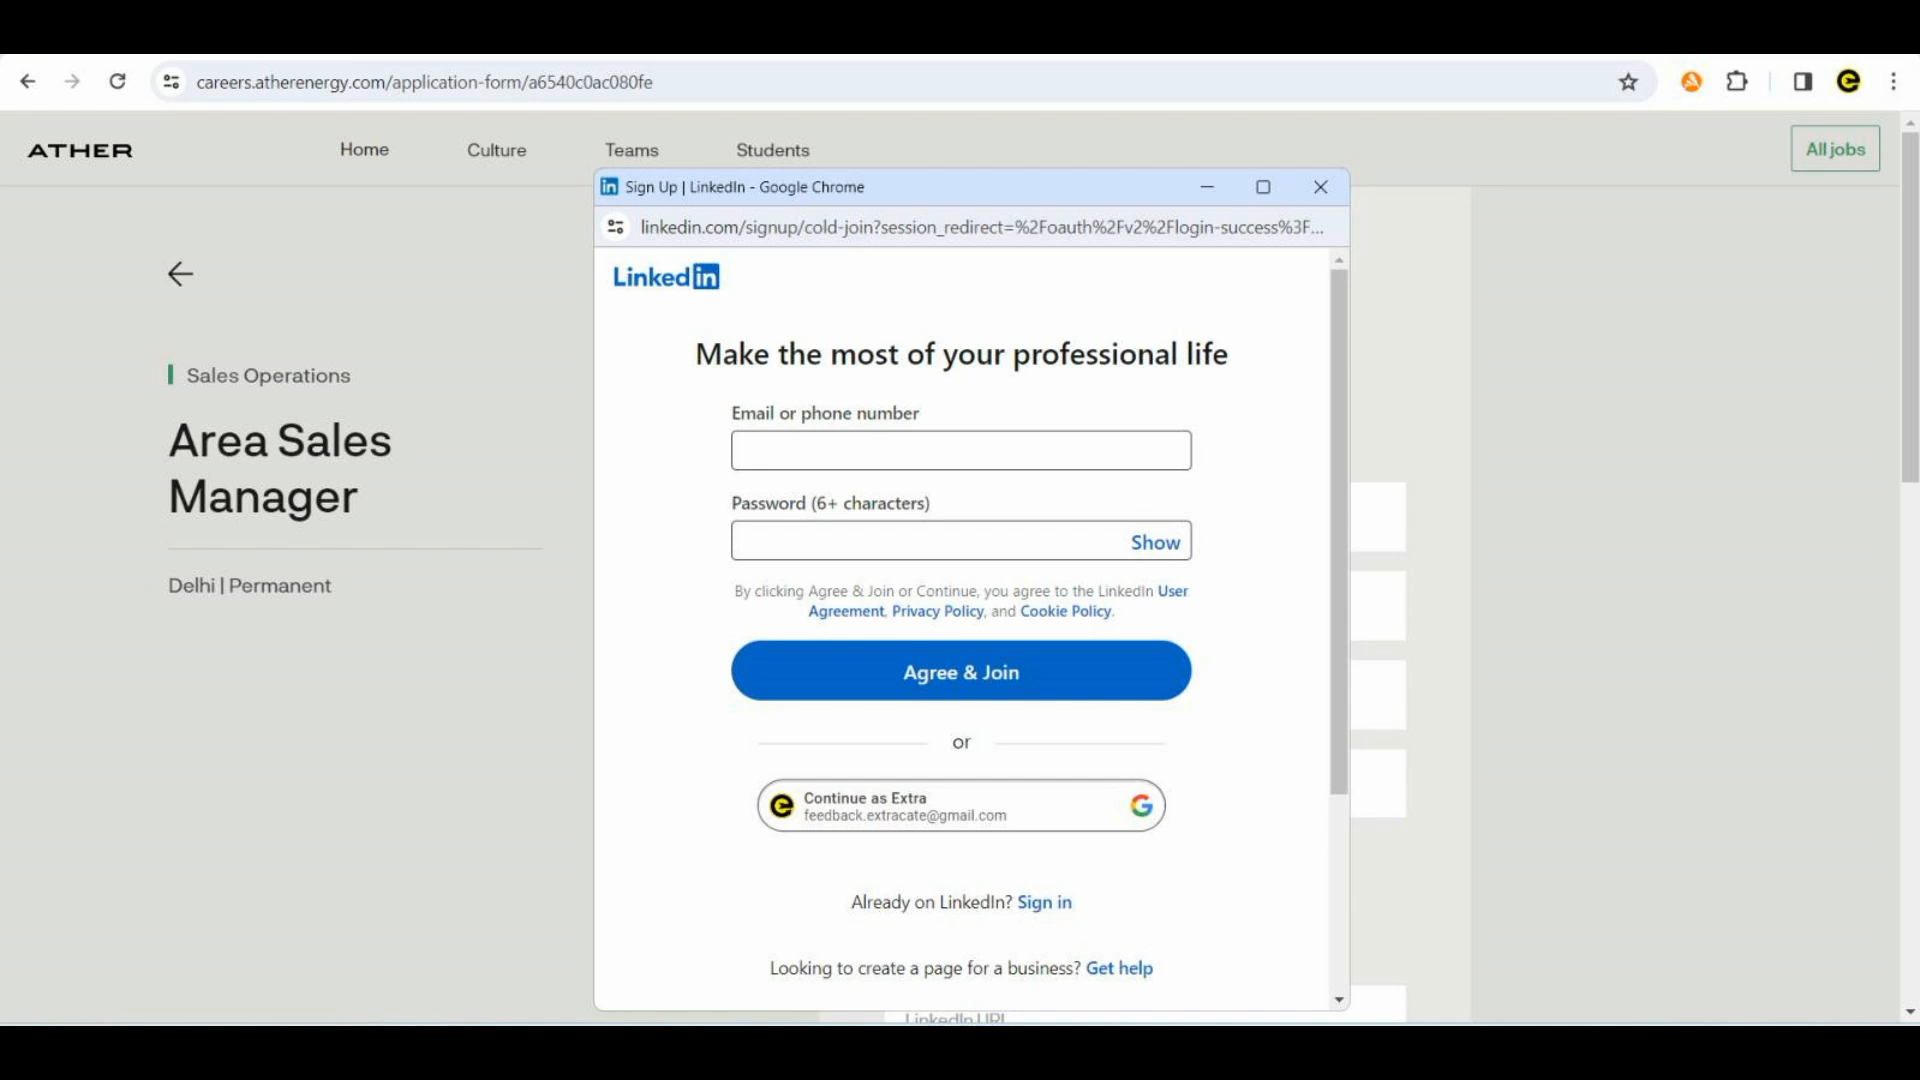 careers.atherenergy.com/application-form/a6540c0ac080fe
ATHER
Home
Culture
Teams
Students
All jobs
Sign Up | LinkedIn - Google Chrome
linkedin.com/signup/cold-join?session_redirect=%2Foauth%2Fv2%2Flogin-success%3F...
LinkedIn
Sales Operations
Area Sales
Manager
Delhi | Permanent
Make the most of your professional life
Email or phone number
Password (6+ characters)
Show
By clicking Agree & Join or Continue, you agree to the LinkedIn User
Agreement, Privacy Policy, and Cookie Policy.
Agree & Join
or
Continue as Extra
feedback.extracate@gmail.com
Already on LinkedIn? Sign in
Looking to create a page for a business? Get help
LinkedIn URL